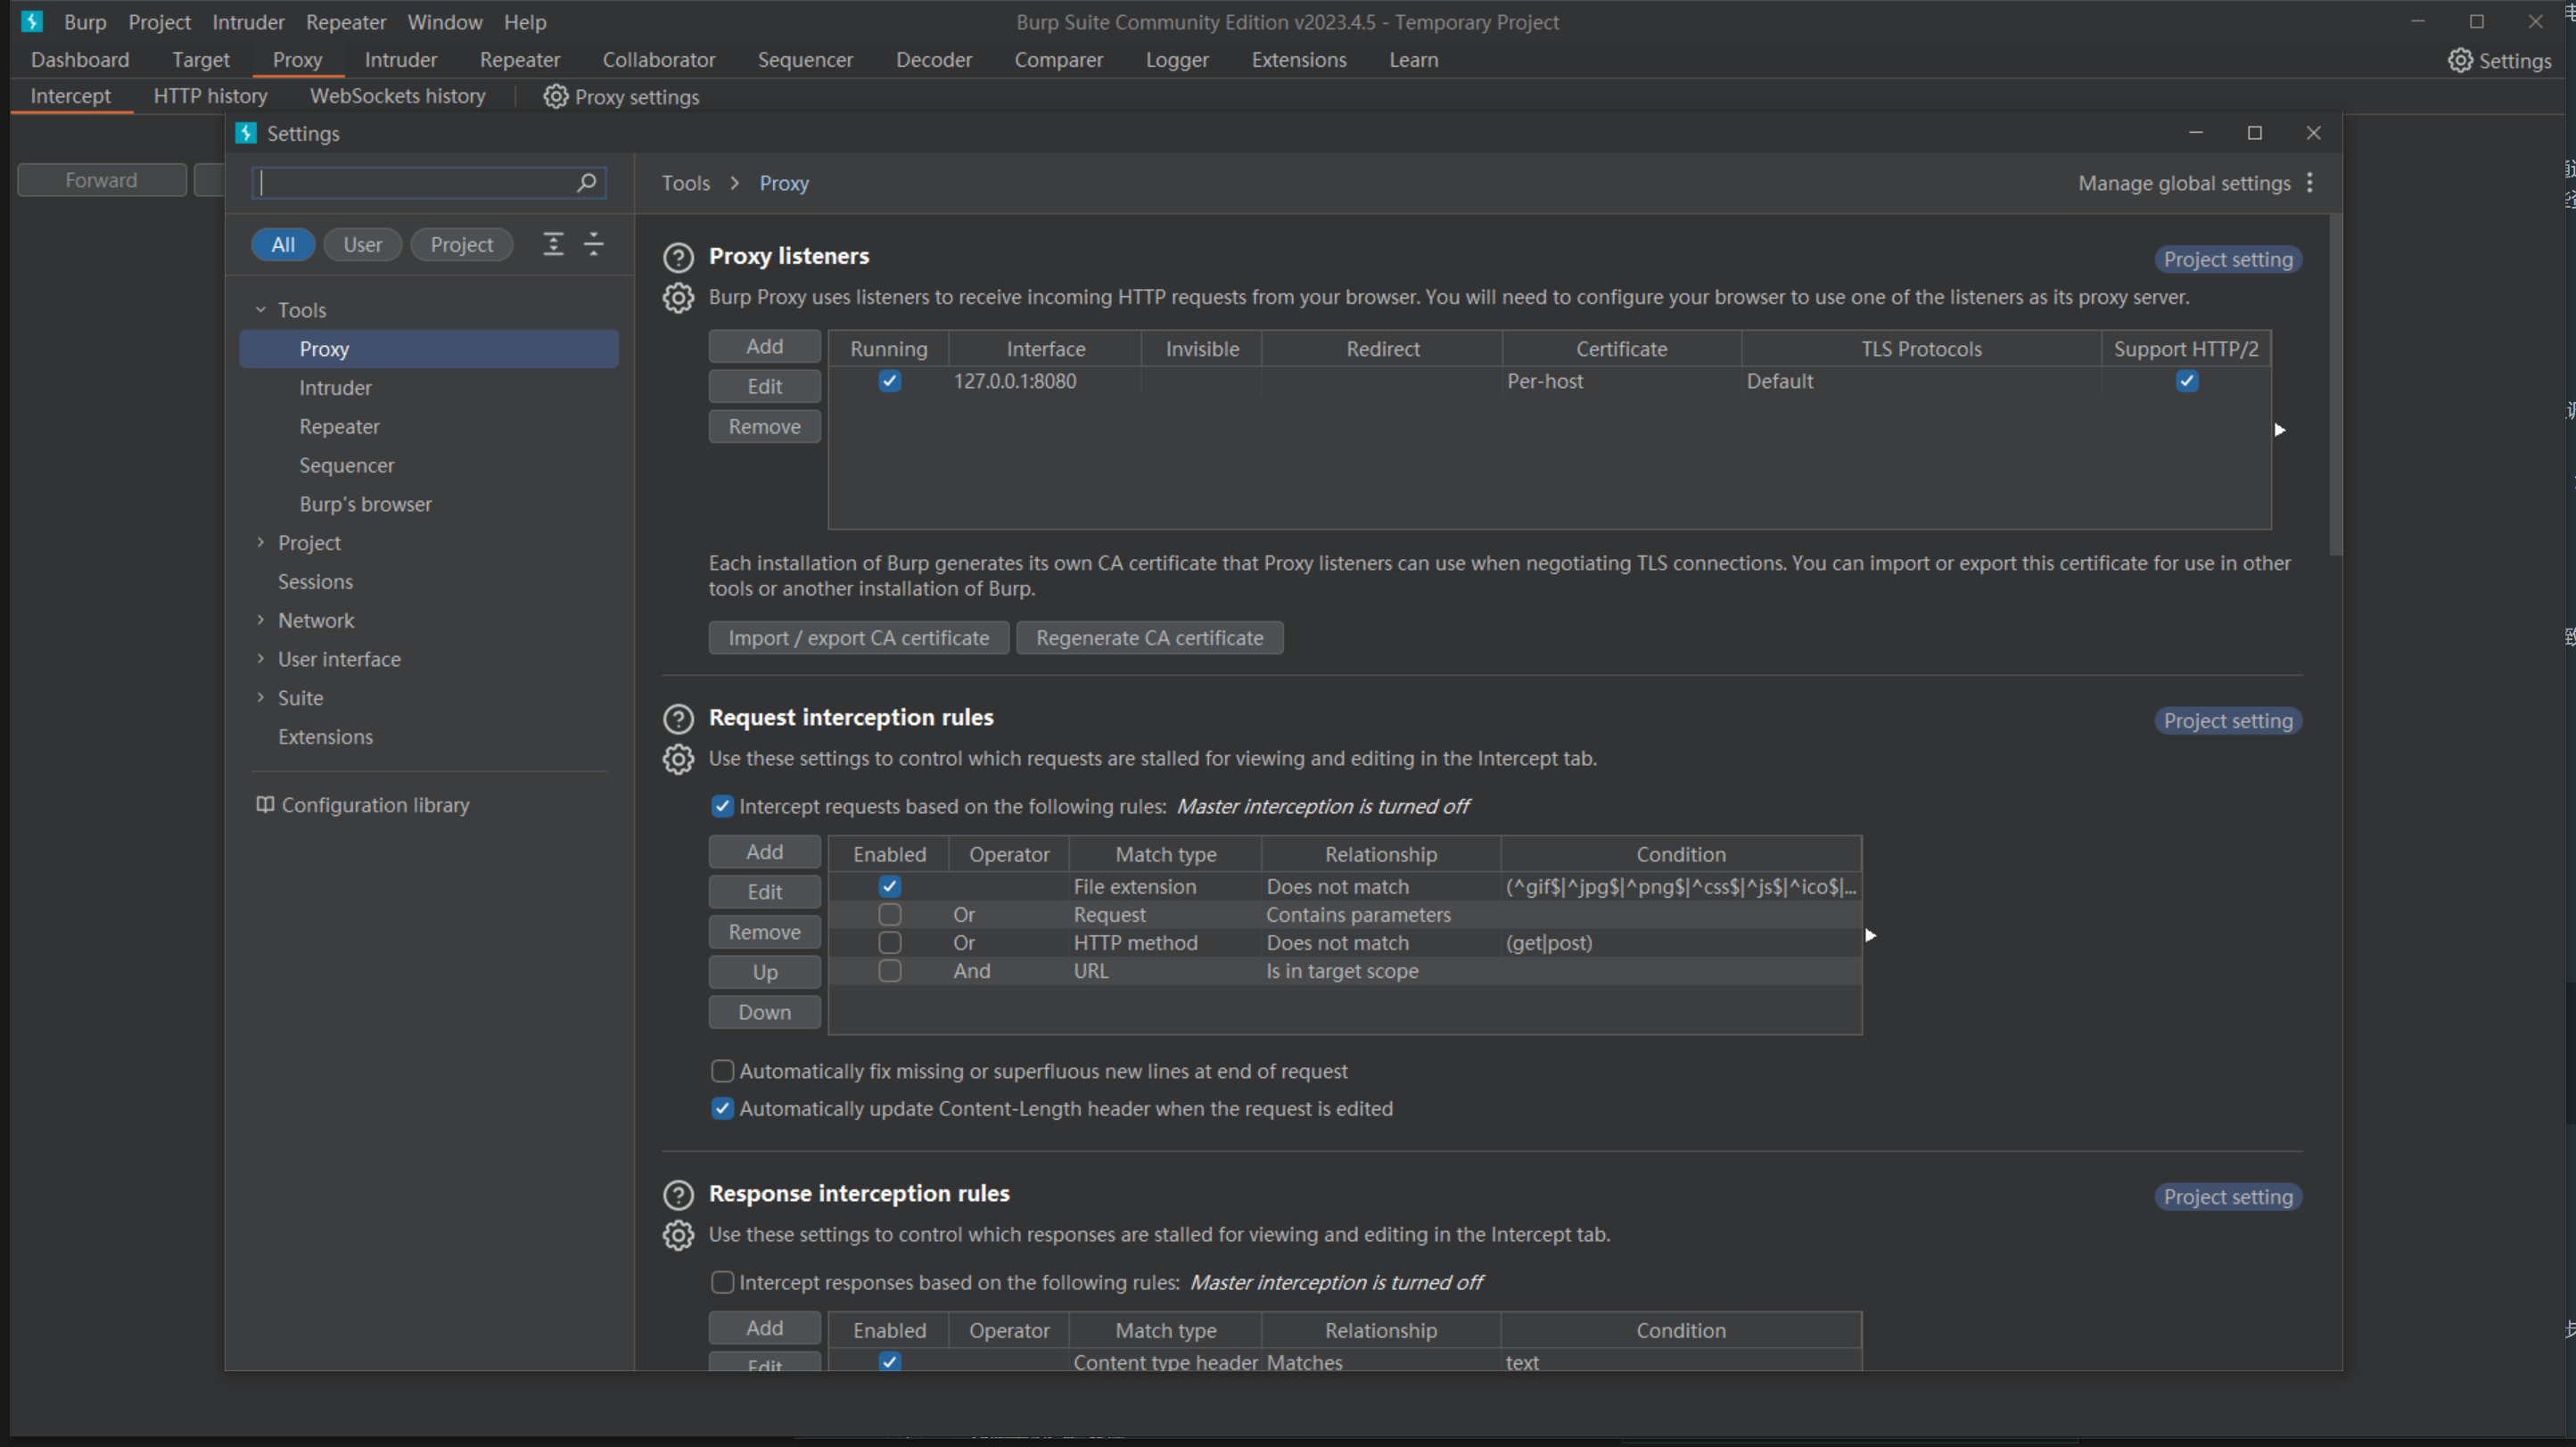 Burp Project Intruder Repeater Window Help Burp Suite Community Edition v2023.4.5 - Temporary Project
Dashboard Target Proxy Intruder Repeater Collaborator Sequencer Decoder Comparer Logger Extensions Learn Settings
Intercept HTTP history WebSockets history Proxy settings
Settings
Forward
Tools > Proxy Manage global settings
All User Project
Tools
Proxy
Intruder
Repeater
Sequencer
Burp's browser
Project
Sessions
Network
User interface
Suite
Extensions
Configuration library
Proxy listeners Project setting
Burp Proxy uses listeners to receive incoming HTTP requests from your browser. You will need to configure your browser to use one of the listeners as its proxy server.
Add
Edit
Remove
Running Interface Invisible Redirect Certificate TLS Protocols Support HTTP/2
127.0.0.1:8080 Per-host Default
Each installation of Burp generates its own CA certificate that Proxy listeners can use when negotiating TLS connections. You can import or export this certificate for use in other
tools or another installation of Burp.
Import / export CA certificate Regenerate CA certificate
Request interception rules Project setting
Use these settings to control which requests are stalled for viewing and editing in the Intercept tab.
Intercept requests based on the following rules: Master interception is turned off
Add
Edit
Remove
Up
Down
Enabled Operator Match type Relationship Condition
File extension Does not match (^gif$|^jpg$|^png$|^css$|^js$|^ico$|...
Or Request Contains parameters
Or HTTP method Does not match (get|post)
And URL Is in target scope
Automatically fix missing or superfluous new lines at end of request
Automatically update Content-Length header when the request is edited
Response interception rules Project setting
Use these settings to control which responses are stalled for viewing and editing in the Intercept tab.
Intercept responses based on the following rules: Master interception is turned off
Add
Edit
Enabled Operator Match type Relationship Condition
Content type header Matches text